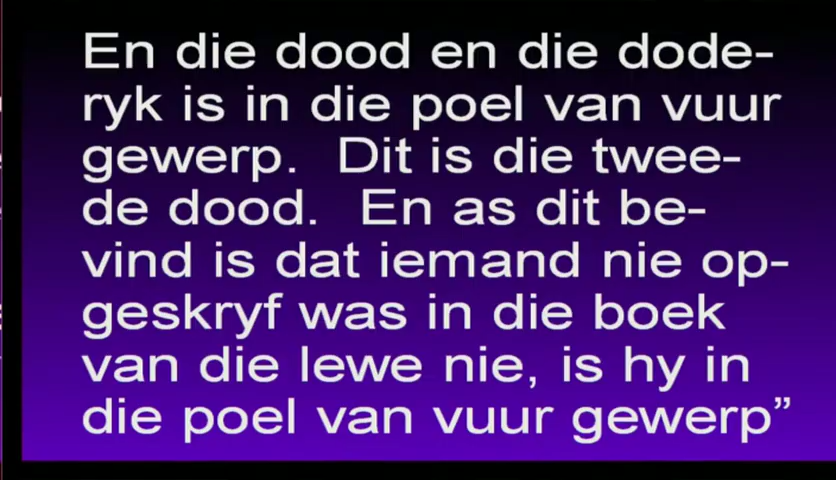 En die dood en die dode-
ryk is in die poel van vuur
gewerp.  Dit is die twee-
de dood.  En as dit be-
vind is dat iemand nie op-
geskryf was in die boek
van die lewe nie, is hy in
die poel van vuur gewerp”